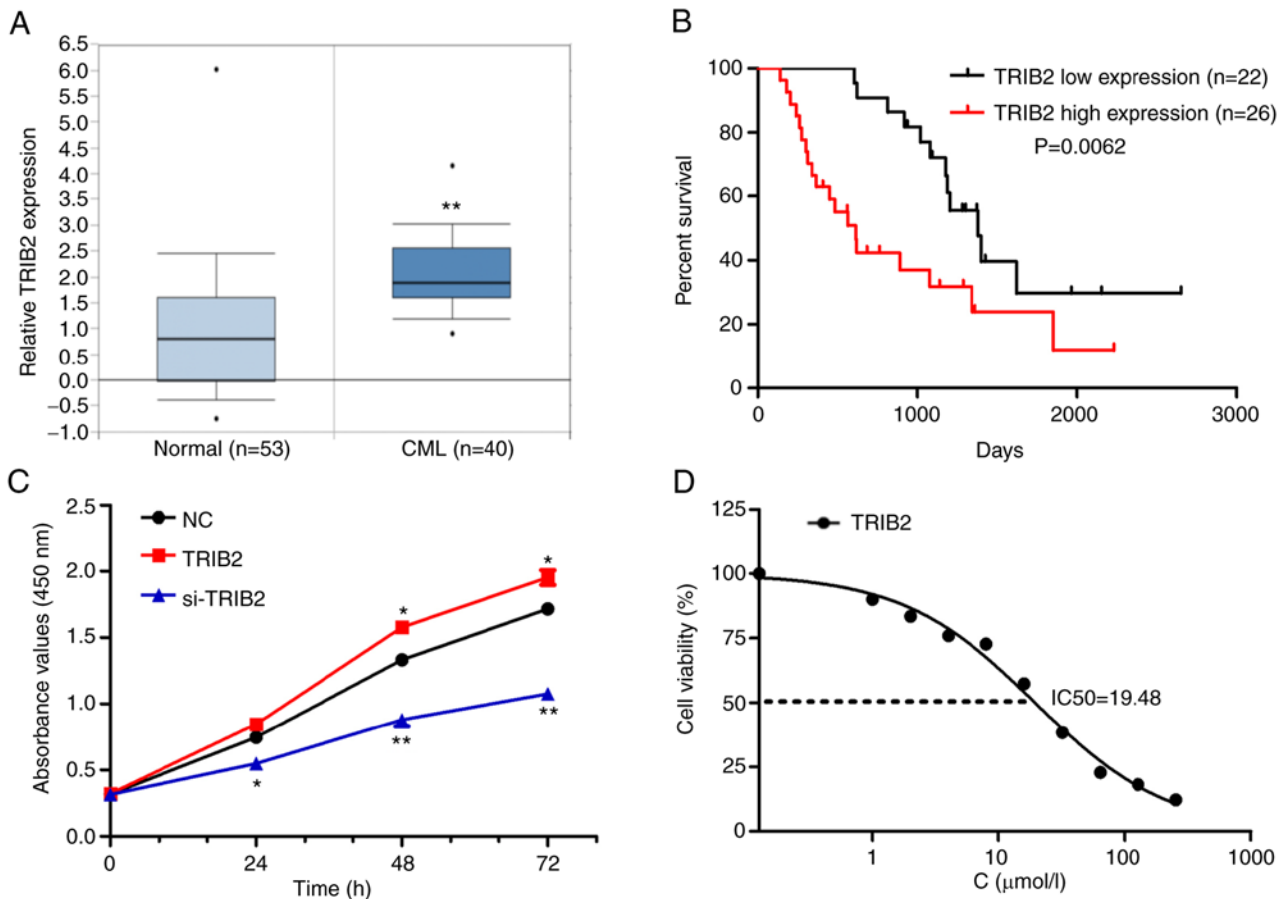 A
Relative TRIB2 expression
6.5
6.0
5.5
5.0
4.5
4.0
3.5
3.0
2.5
2.0
1.5
1.0
0.5
0.0
−0.5
−1.0
**
Normal (n=53)
CML (n=40)
B
Percent survival
100
80
60
40
20
0
TRIB2 low expression (n=22)
TRIB2 high expression (n=26)
P=0.0062
0
1000
2000
3000
Days
C
Absorbance values (450 nm)
2.5
2.0
1.5
1.0
0.5
0.0
NC
TRIB2
si-TRIB2
*
*
*
**
**
0
24
48
72
Time (h)
D
Cell viability (%)
125
100
75
50
25
0
TRIB2
IC50=19.48
1
10
100
1000
C (μmol/l)